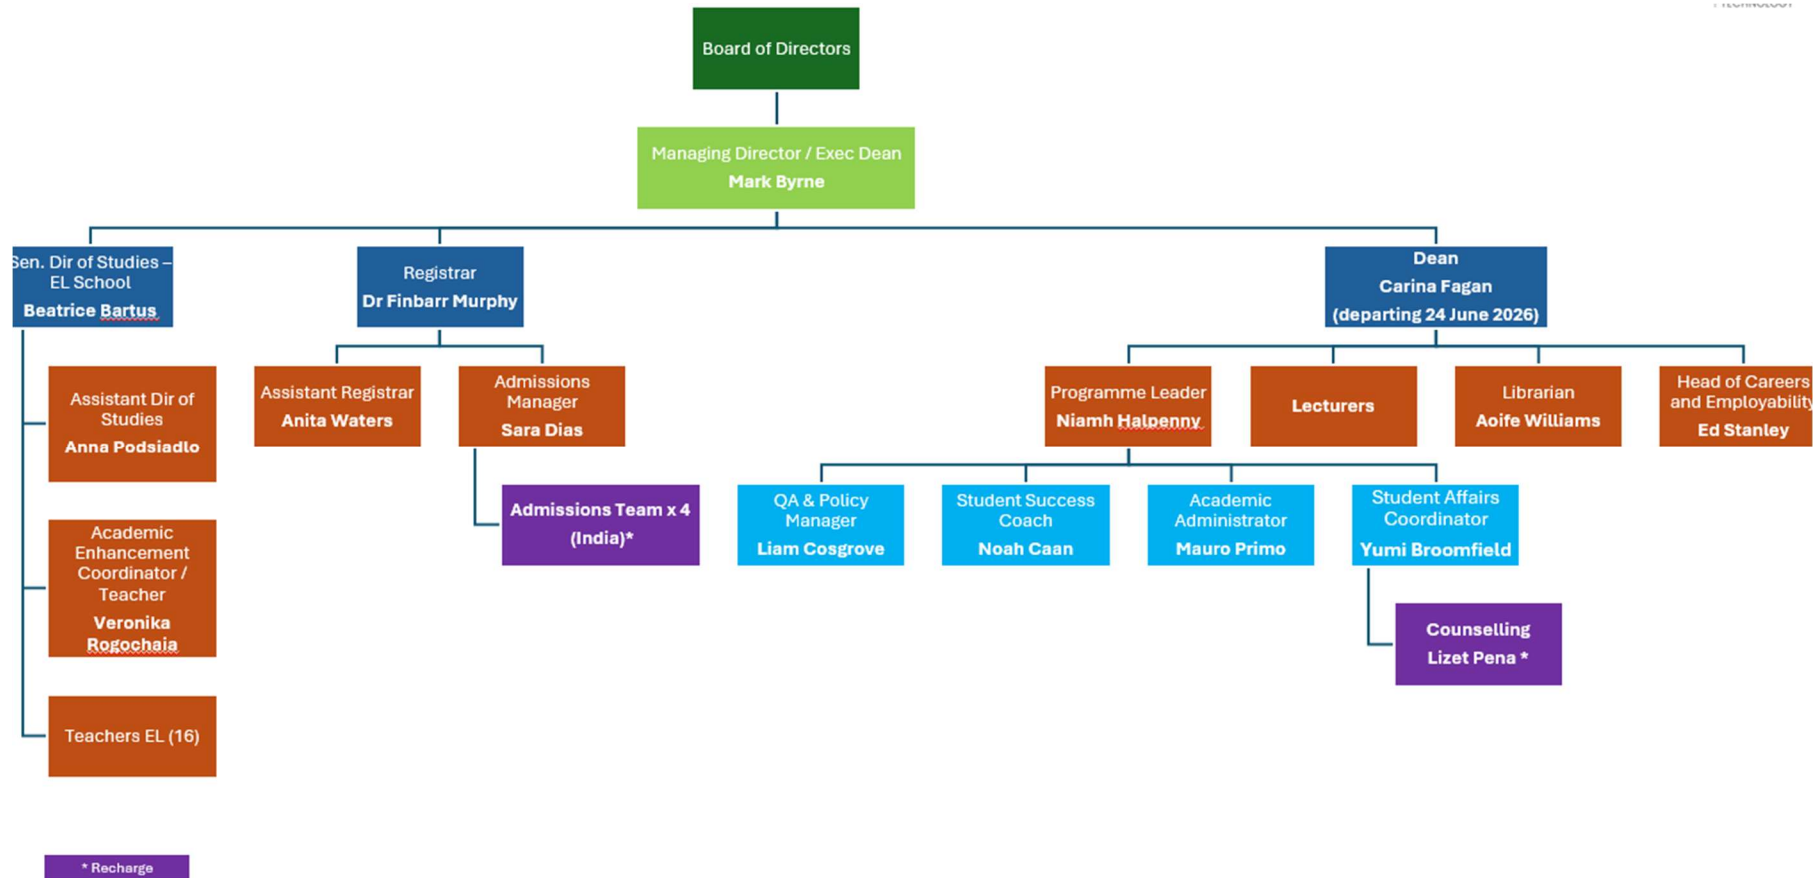 TECHNOLOGY
Board of Directors
Managing Director / Exec Dean
Mark Byrne
Sen. Dir of Studies –
EL School
Beatrice Bartus
Registrar
Dr Finbarr Murphy
Dean
Carina Fagan
(departing 24 June 2026)
Assistant Dir of
Studies
Anna Podsiadlo
Assistant Registrar
Anita Waters
Admissions
Manager
Sara Dias
Programme Leader
Niamh Halpenny
Lecturers
Librarian
Aoife Williams
Head of Careers
and Employability
Ed Stanley
Admissions Team x 4
(India)*
QA & Policy
Manager
Liam Cosgrove
Student Success
Coach
Noah Caan
Academic
Administrator
Mauro Primo
Student Affairs
Coordinator
Yumi Broomfield
Academic
Enhancement
Coordinator /
Teacher
Veronika
Rogochaia
Counselling
Lizet Pena *
Teachers EL (16)
* Recharge